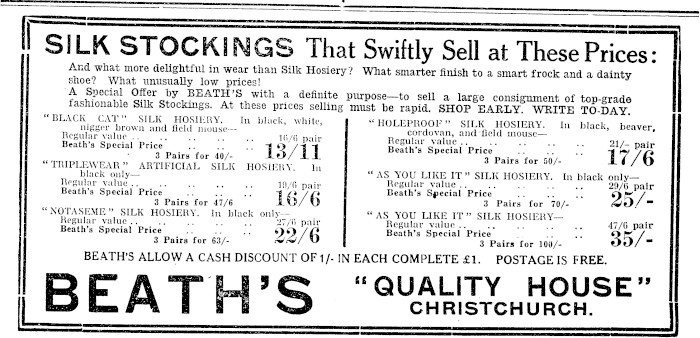 SILK STOCKINGS That Swiftly Sell at These Prices:
And what more delightful in wear than Silk Hosiery? What smarter finish to a smart frock and a dainty
shoe? What unusually low prices!
A Special Offer by BEATH'S with a definite purpose—to sell a large consignment of top-grade
fashionable Silk Stockings. At these prices selling must be rapid. SHOP EARLY. WRITE TO-DAY.
"BLACK CAT" SILK HOSIERY. In black, white,
nigger brown and field mouse—
Regular value .. .. .. .. .. 16/6 pair
Beath's Special Price .. .. 13/11
3 Pairs for 40/-
"TRIPLEWEAR" ARTIFICIAL SILK HOSIERY. In
black only—
Regular value .. .. .. .. .. 19/6 pair
Beath's Special Price .. .. 16/6
3 Pairs for 47/6
"NOTASEME" SILK HOSIERY. In black only—
Regular value .. .. .. .. .. 27/6 pair
Beath's Special Price .. .. 22/6
3 Pairs for 63/-
"HOLEPROOF" SILK HOSIERY. In black, beaver,
cordovan, and field mouse—
Regular value .. .. .. .. .. 21/- pair
Beath's Special Price .. .. 17/6
3 Pairs for 50/-
"AS YOU LIKE IT" SILK HOSIERY. In black only—
Regular value .. .. .. .. .. 29/6 pair
Beath's Special Price .. .. 25/-
3 Pairs for 70/-
"AS YOU LIKE IT" SILK HOSIERY—
Regular value .. .. .. .. .. 47/6 pair
Beath's Special Price .. .. 35/-
3 Pairs for 100/-
BEATH'S ALLOW A CASH DISCOUNT OF 1/- IN EACH COMPLETE £1. POSTAGE IS FREE.
BEATH'S "QUALITY HOUSE"
CHRISTCHURCH.